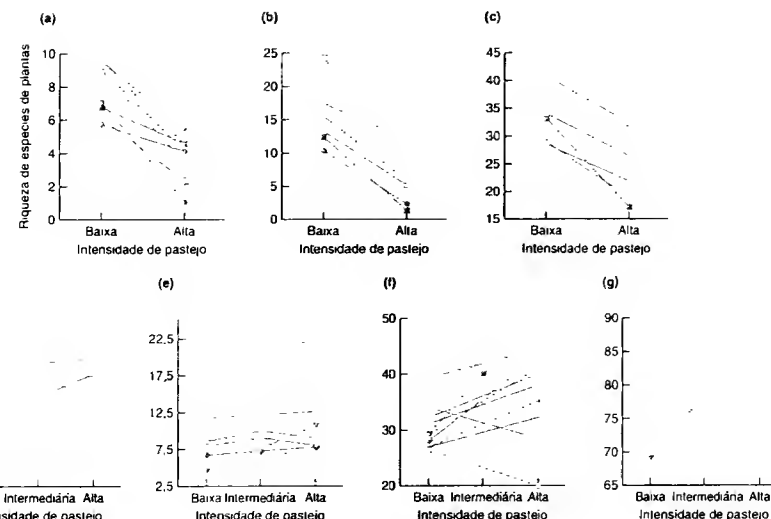 (a)
Riqueza de espécies de plantas
10
8
6
4
2
0
Baixa Alta
Intensidade de pastejo
(b)
25
20
15
10
5
0
Baixa Alta
Intensidade de pastejo
(c)
45
40
35
30
25
20
15
Baixa Alta
Intensidade de pastejo
Intermediária Alta
nsidade de pastejo
(e)
22,5
17,5
12,5
7,5
2,5
Baixa Intermediária Alta
Intensidade de pastejo
(f)
50
40
30
20
Baixa Intermediária Alta
Intensidade de pastejo
(g)
90
85
80
75
70
65
Baixa Intermediária Alta
Intensidade de pastejo